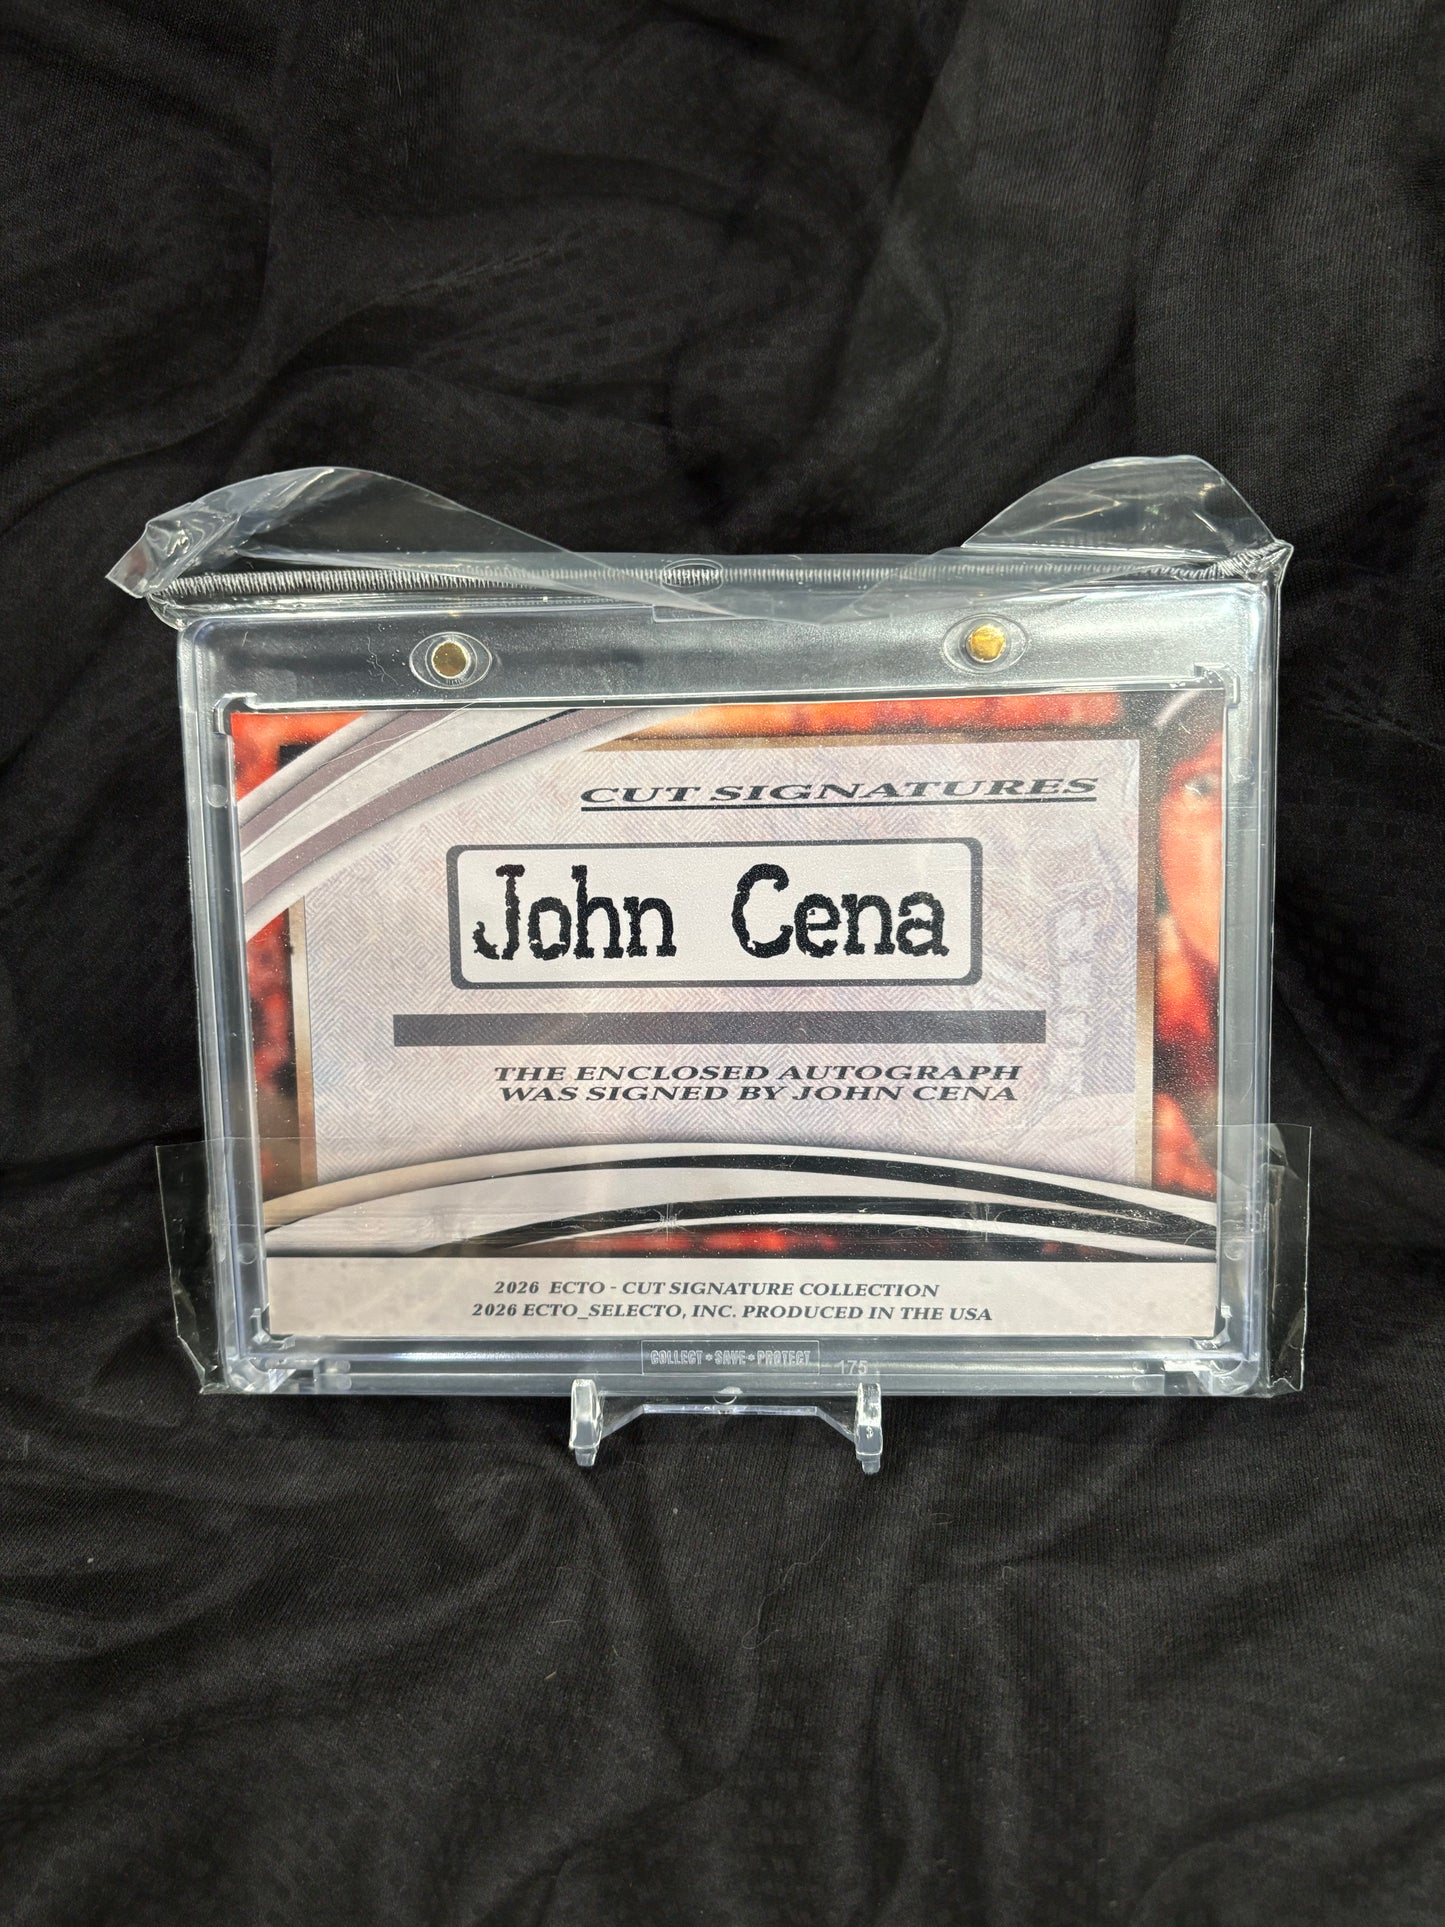 CUT SIGNATURES
John Cena
THE ENCLOSED AUTOGRAPH
WAS SIGNED BY JOHN CENA
2026 ECTO - CUT SIGNATURE COLLECTION
2026 ECTO_SELECTO, INC. PRODUCED IN THE USA
COLLECT * SAVE * PROTECT
175